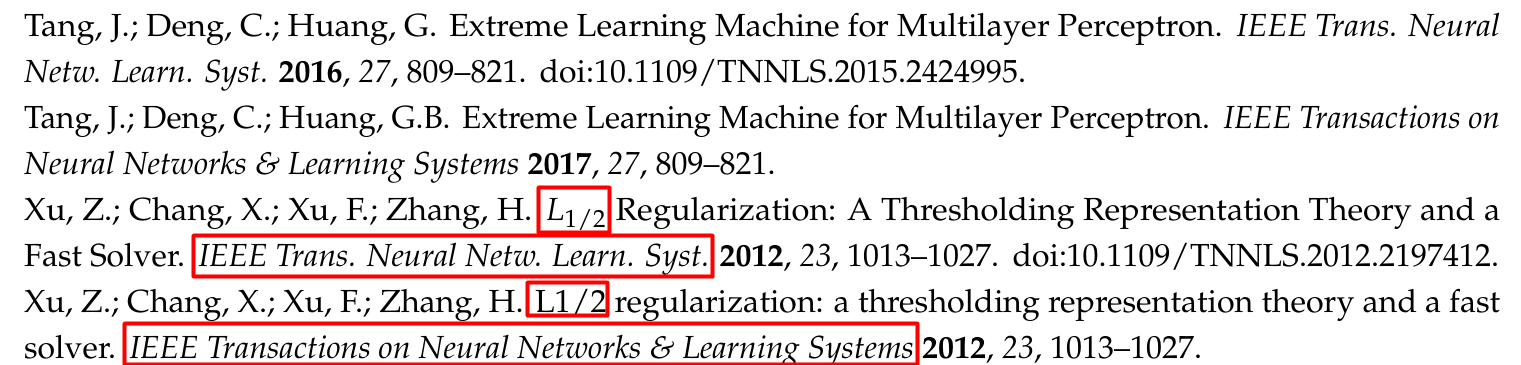 Tang, J.; Deng, C.; Huang, G. Extreme Learning Machine for Multilayer Perceptron. IEEE Trans. Neural
Netw. Learn. Syst. 2016, 27, 809–821. doi:10.1109/TNNLS.2015.2424995.
Tang, J.; Deng, C.; Huang, G.B. Extreme Learning Machine for Multilayer Perceptron. IEEE Transactions on
Neural Networks & Learning Systems 2017, 27, 809–821.
Xu, Z.; Chang, X.; Xu, F.; Zhang, H. L1/2 Regularization: A Thresholding Representation Theory and a
Fast Solver. IEEE Trans. Neural Netw. Learn. Syst. 2012, 23, 1013–1027. doi:10.1109/TNNLS.2012.2197412.
Xu, Z.; Chang, X.; Xu, F.; Zhang, H. L1/2 regularization: a thresholding representation theory and a fast
solver. IEEE Transactions on Neural Networks & Learning Systems 2012, 23, 1013–1027.